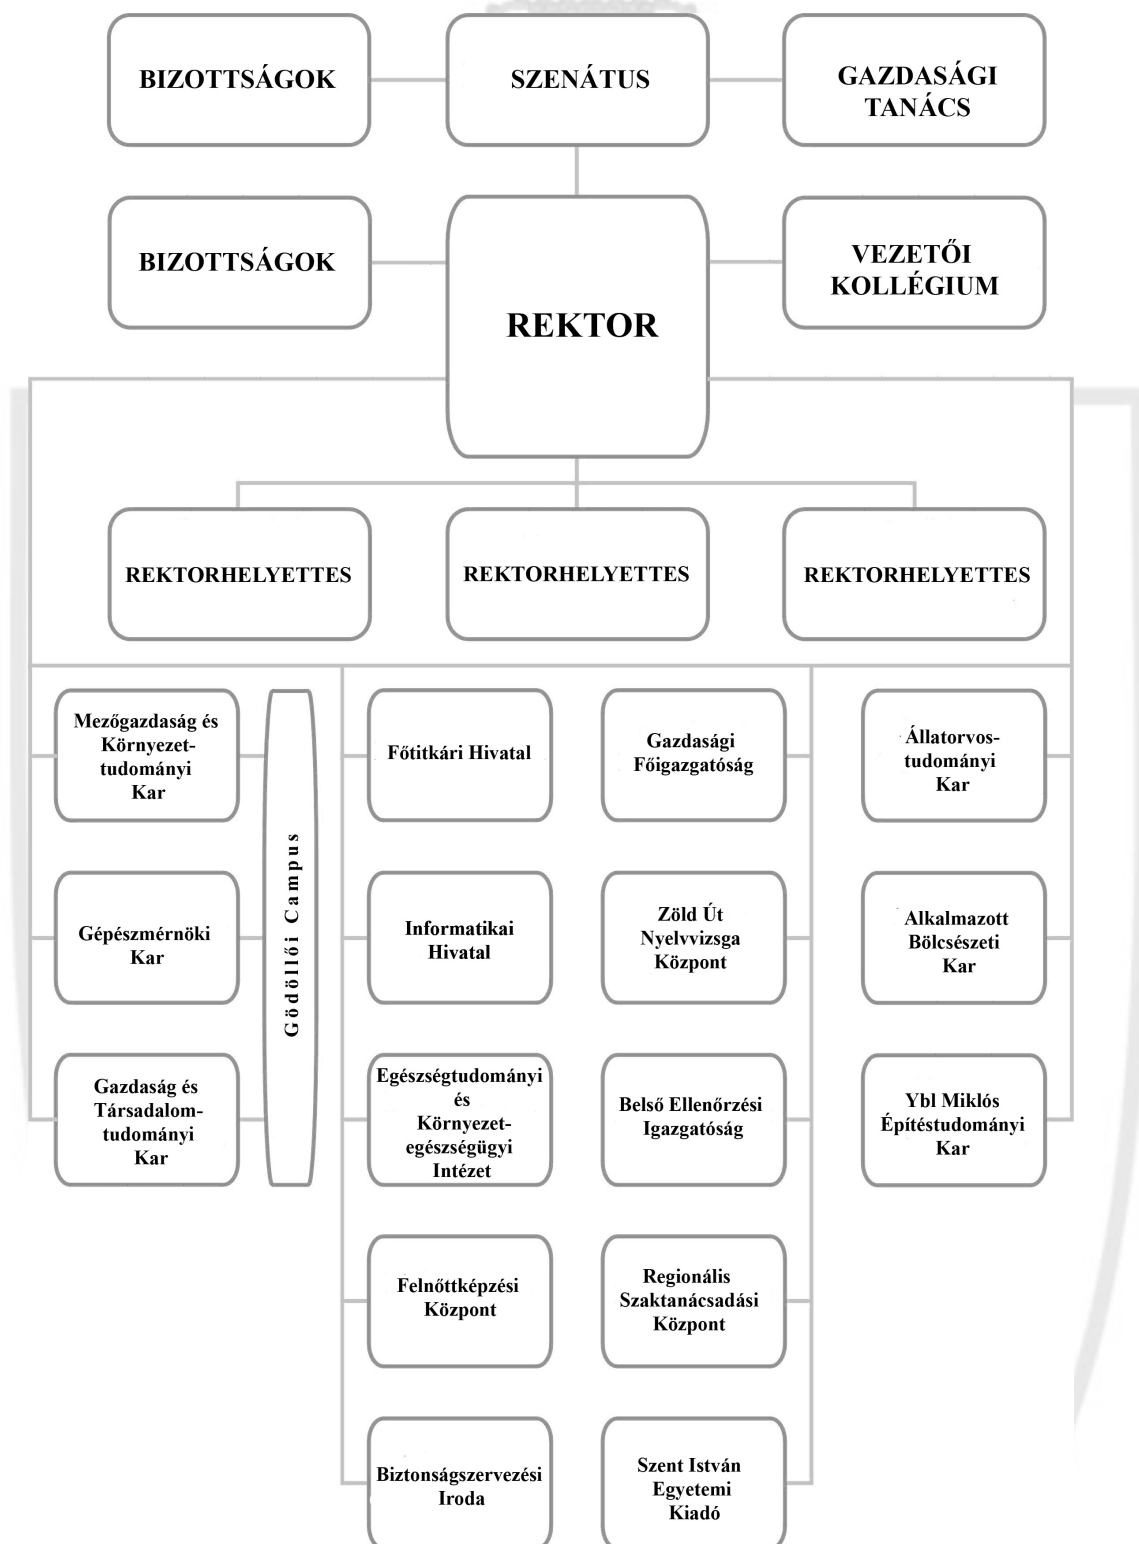 BIZOTTSÁGOK
SZENÁTUS
GAZDASÁGI
TANÁCS
BIZOTTSÁGOK
REKTOR
VEZETŐI
KOLLÉGIUM
REKTORHELYETTES
REKTORHELYETTES
REKTORHELYETTES
Mezőgazdaság és
Környezet-
tudományi
Kar
Gépészmérnöki
Kar
Gazdaság és
Társadalom-
tudományi
Kar
Gödöllői Campus
Főtitkári Hivatal
Informatikai
Hivatal
Egészségtudományi
és
Környezet-
egészségügyi
Intézet
Felnőttképzési
Központ
Biztonságszervezési
Iroda
Gazdasági
Főigazgatóság
Zöld Út
Nyelvvizsga
Központ
Belső Ellenőrzési
Igazgatóság
Regionális
Szaktanácsadási
Központ
Szent István
Egyetemi
Kiadó
Állatorvos-
tudományi
Kar
Alkalmazott
Bölcsészeti
Kar
Ybl Miklós
Építéstudományi
Kar